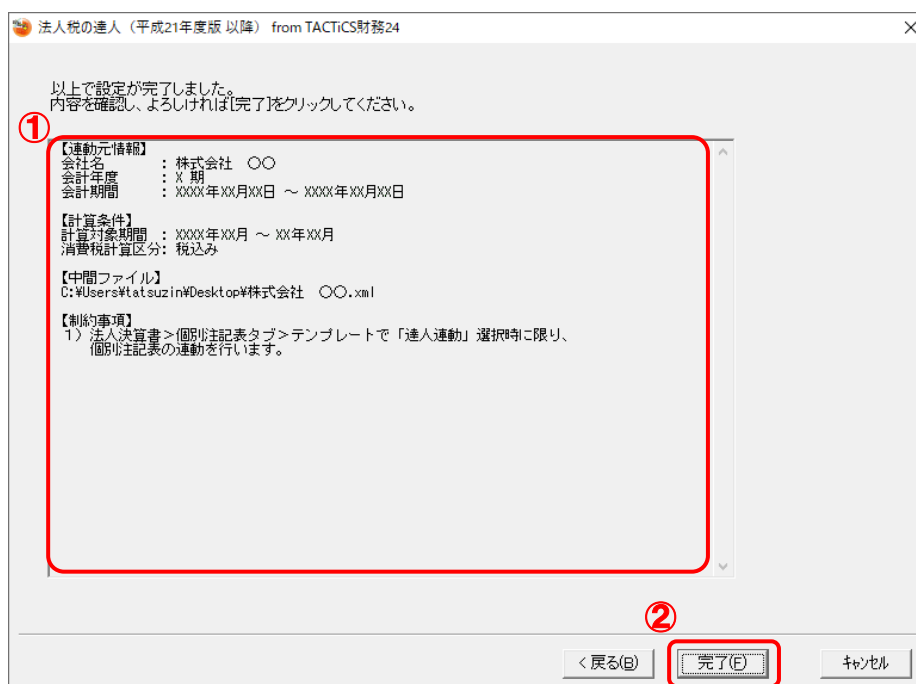 法人税の達人（平成21年度版 以降） from TACTiCS財務24
以上で設定が完了しました。
内容を確認し、よろしければ[完了]をクリックしてください。
①
【連動元情報】
会社名　　　：株式会社　〇〇
会計年度　　：X 期
会計期間　　：XXXX年XX月XX日 ～ XXXX年XX月XX日
【計算条件】
計算対象期間 ：XXXX年XX月 ～ XX年XX月
消費税計算区分：税込み
【中間ファイル】
C:¥Users¥tatsuzin¥Desktop¥株式会社　〇〇.xml
【制約事項】
1）法人決算書＞個別注記表タブ＞テンプレートで「達人連動」選択時に限り、
個別注記表の連動を行います。
②
＜戻る(B)　完了(F)　キャンセル